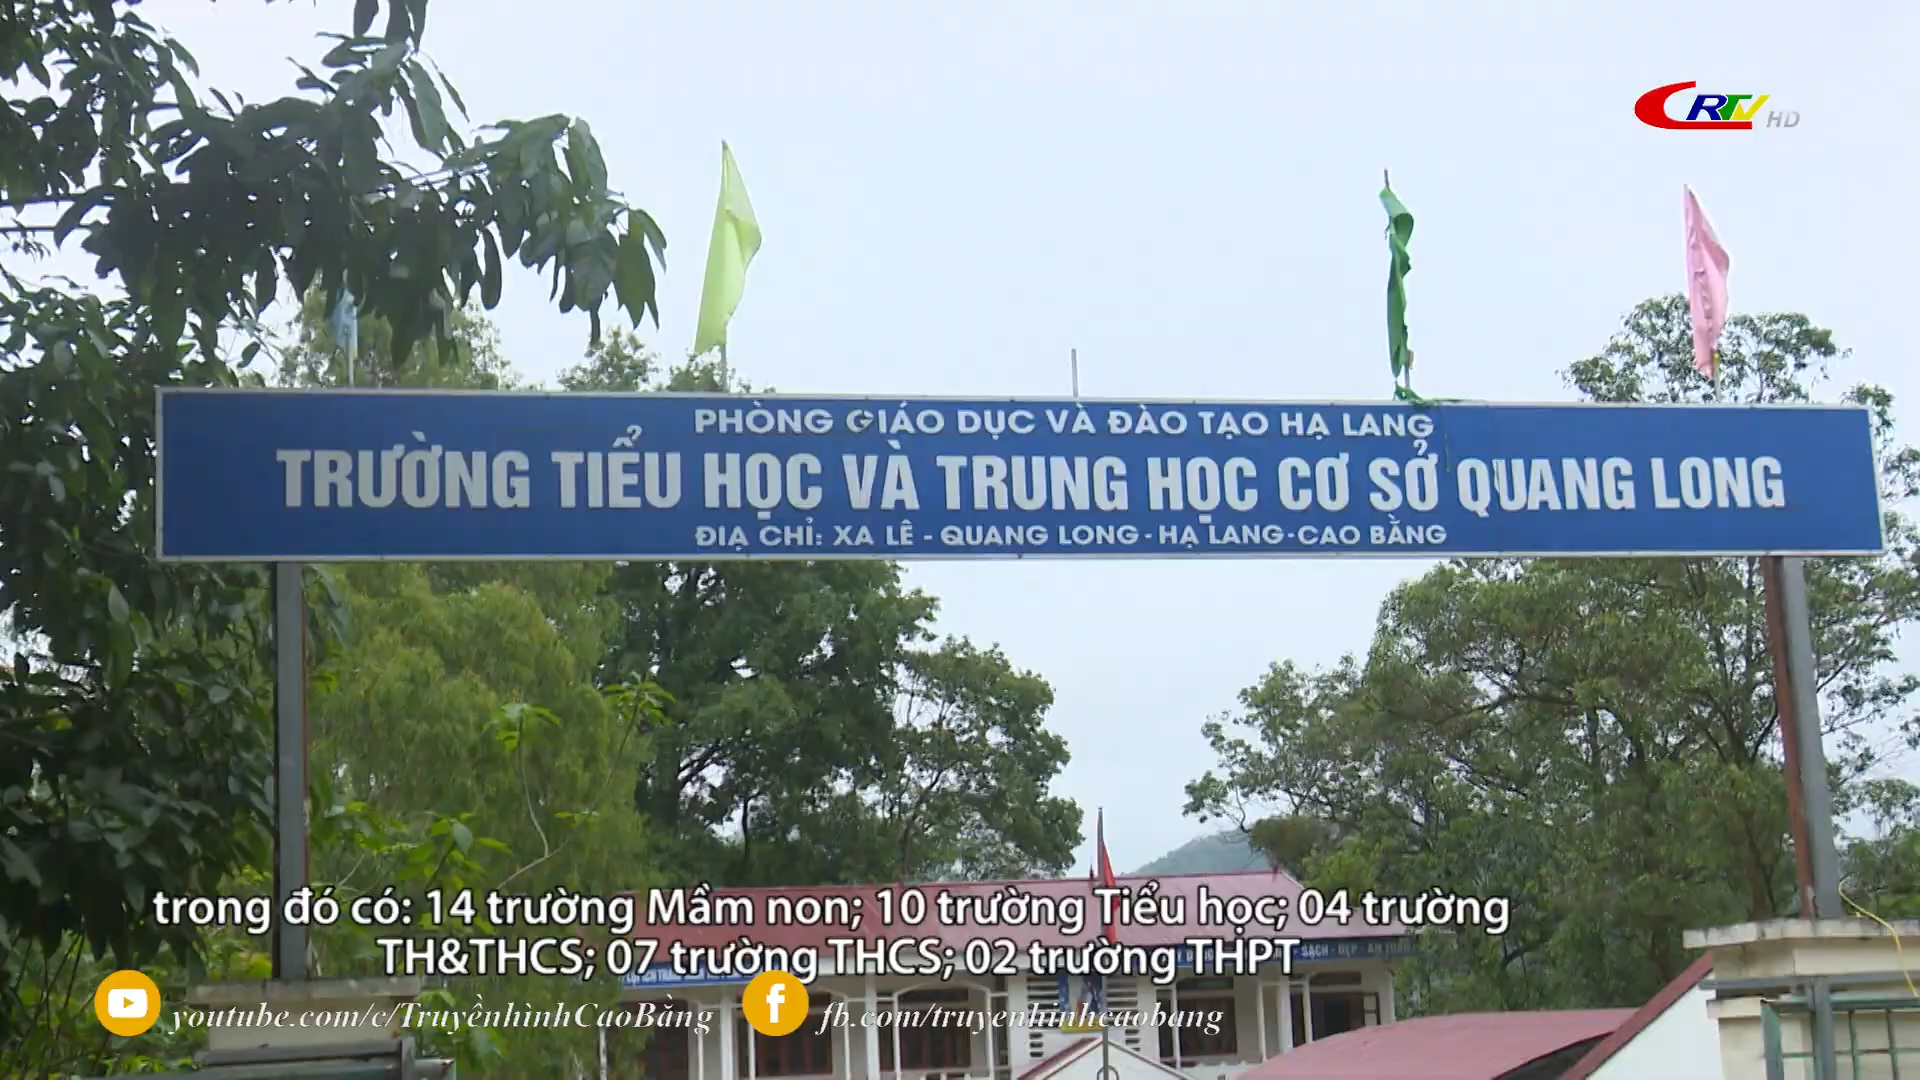 CRTV HD
PHÒNG GIÁO DỤC VÀ ĐÀO TẠO HẠ LANG
TRƯỜNG TIỂU HỌC VÀ TRUNG HỌC CƠ SỞ QUANG LONG
ĐỊA CHỈ: XA LÊ - QUANG LONG - HẠ LANG - CAO BẰNG
trong đó có: 14 trường Mầm non; 10 trường Tiểu học; 04 trường
TH&THCS; 07 trường THCS; 02 trường THPT
SẠCH - ĐẸP - AN
youtube.com/c/TruyềnhìnhCaoBằng
fb.com/truyenhinhcaobang